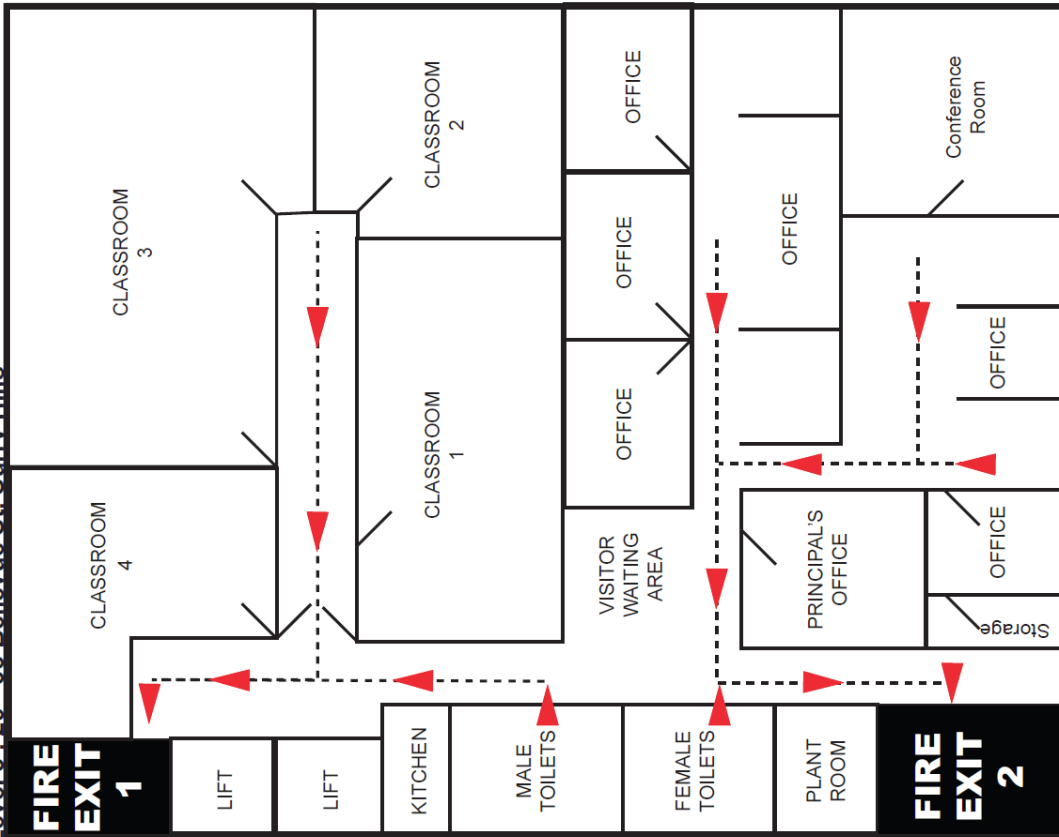 FIRE
EXIT
1
CLASSROOM
4
CLASSROOM
3
LIFT
LIFT
KITCHEN
CLASSROOM
1
CLASSROOM
2
MALE
TOILETS
VISITOR
WAITING
AREA
OFFICE
OFFICE
OFFICE
FEMALE
TOILETS
PLANT
ROOM
PRINCIPAL'S
OFFICE
OFFICE
Conference
Room
FIRE
EXIT
2
Storage
OFFICE
OFFICE